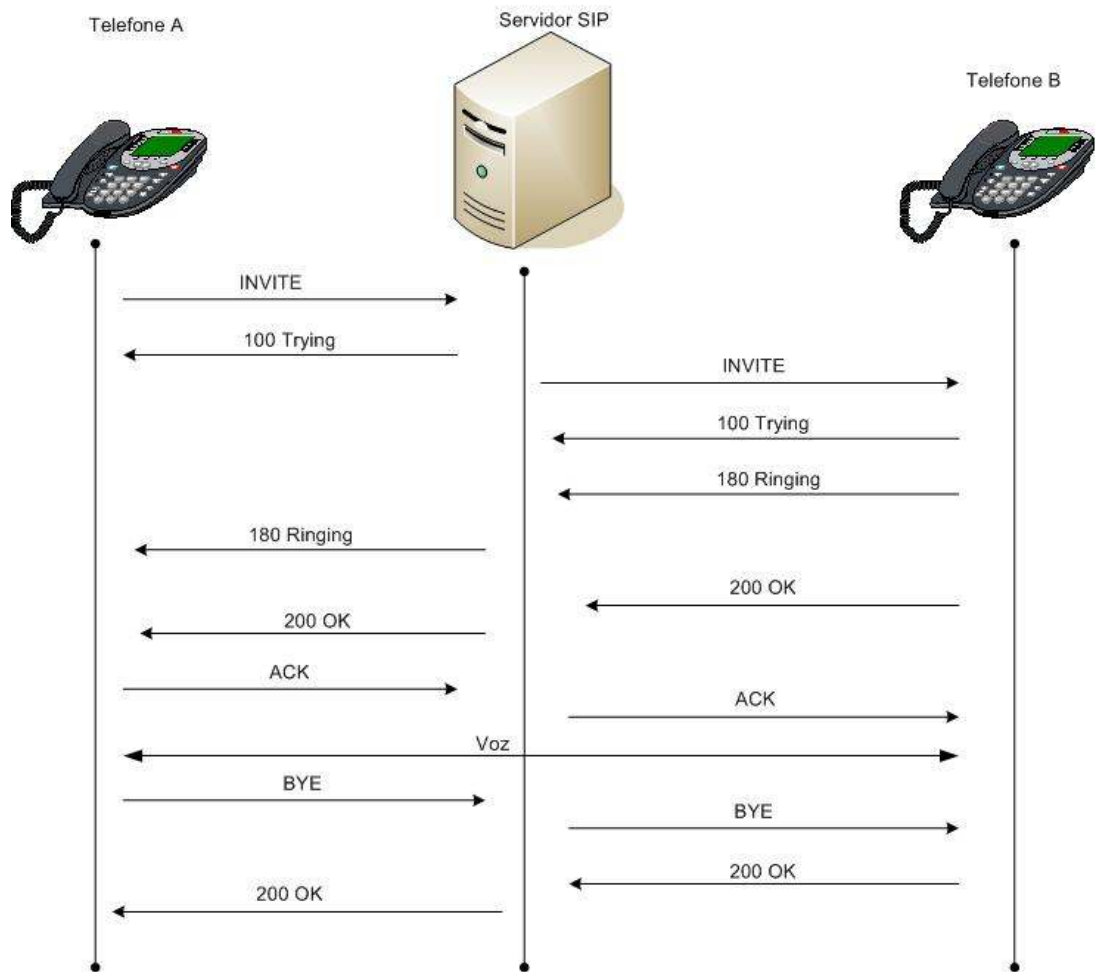 Telefone A
Servidor SIP
Telefone B
INVITE
100 Trying
INVITE
100 Trying
180 Ringing
180 Ringing
200 OK
200 OK
ACK
ACK
Voz
BYE
BYE
200 OK
200 OK